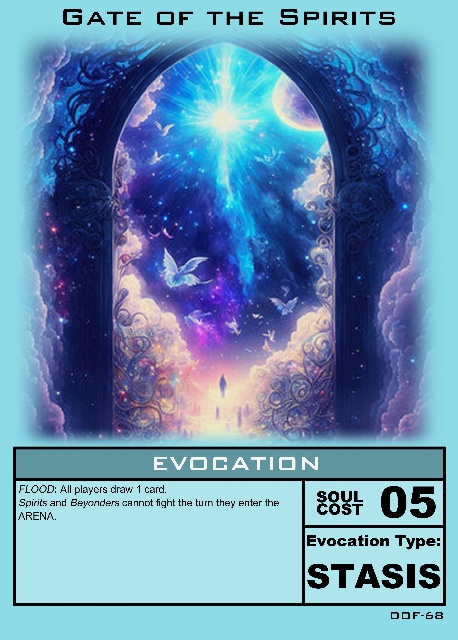 Gate of the Spirits
EVOCATION
FLOOD: All players draw 1 card.
Spirits and Beyonders cannot fight the turn they enter the
ARENA.
SOUL
COST
05
Evocation Type:
STASIS
DOF-68